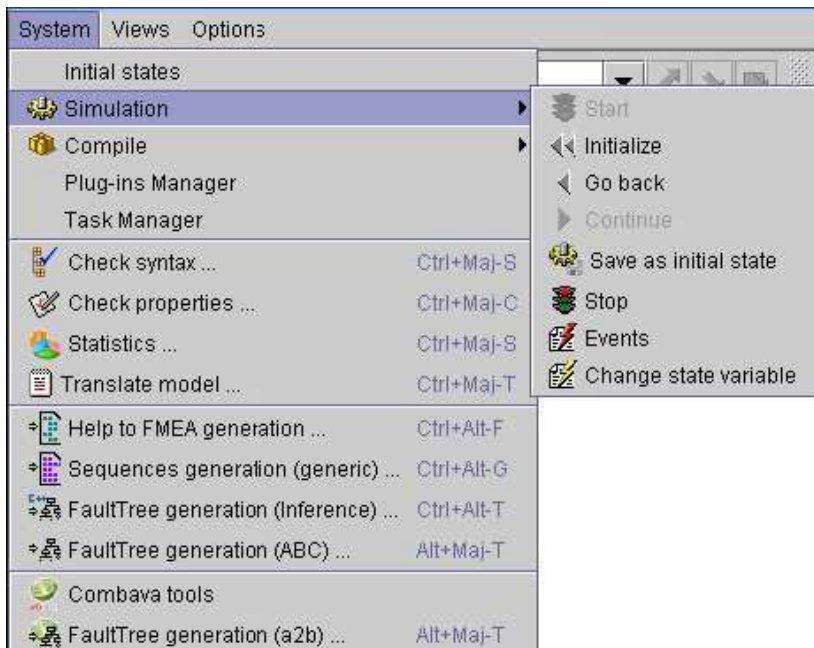 System Views Options
Initial states
Simulation
Compile
Plug-ins Manager
Task Manager
Check syntax ... Ctrl+Maj-S
Check properties ... Ctrl+Maj-C
Statistics ... Ctrl+Maj-S
Translate model ... Ctrl+Maj-T
Help to FMEA generation ... Ctrl+Alt-F
Sequences generation (generic) ... Ctrl+Alt-G
FaultTree generation (Inference) ... Ctrl+Alt-T
FaultTree generation (ABC) ... Alt+Maj-T
Combava tools
FaultTree generation (a2b) ... Alt+Maj-T
Start
Initialize
Go back
Continue
Save as initial state
Stop
Events
Change state variable